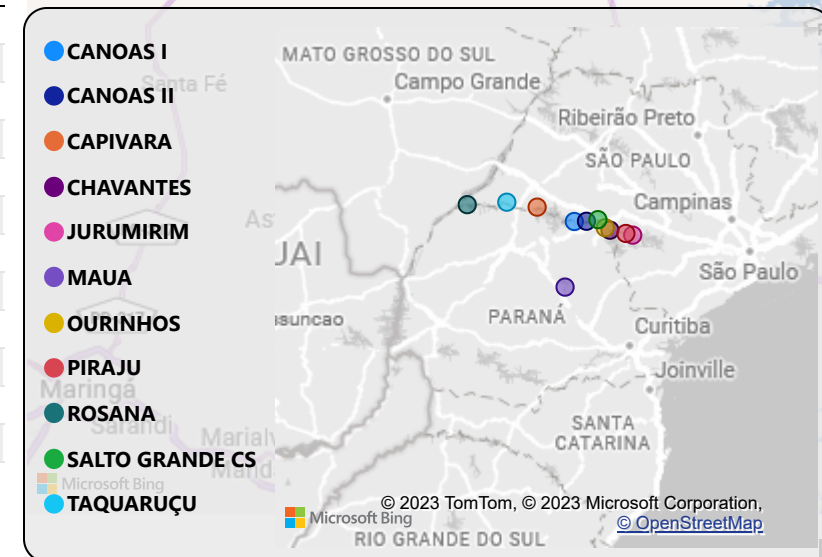 CANOAS I
CANOAS II
CAPIVARA
CHAVANTES
JURUMIRIM
MAUA
OURINHOS
PIRAJU
ROSANA
SALTO GRANDE CS
TAQUARUÇU
Santa Fé
Maringá
Sarandi
Microsoft Bing
MATO GROSSO DO SUL
Campo Grande
Ribeirão Preto
SÃO PAULO
Campinas
São Paulo
PARANÁ
Curitiba
Joinville
SANTA
CATARINA
© 2023 TomTom, © 2023 Microsoft Corporation,
Microsoft Bing
© OpenStreetMap
RIO GRANDE DO SUL